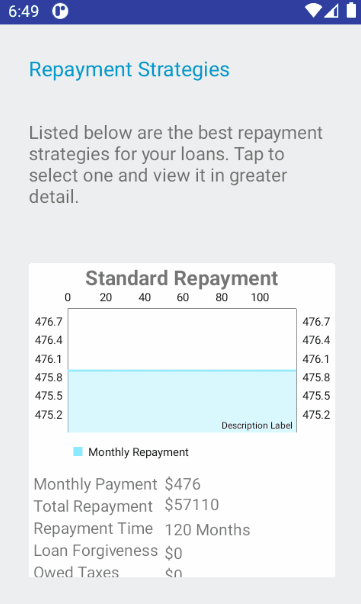 6:49
Repayment Strategies
Listed below are the best repayment
strategies for your loans. Tap to
select one and view it in greater
detail.
Standard Repayment
0 20 40 60 80 100
476.7 476.7
476.4 476.4
476.1 476.1
475.8 475.8
475.5 475.5
475.2 475.2
Description Label
Monthly Repayment
Monthly Payment $476
Total Repayment $57110
Repayment Time 120 Months
Loan Forgiveness $0
Owed Taxes $0